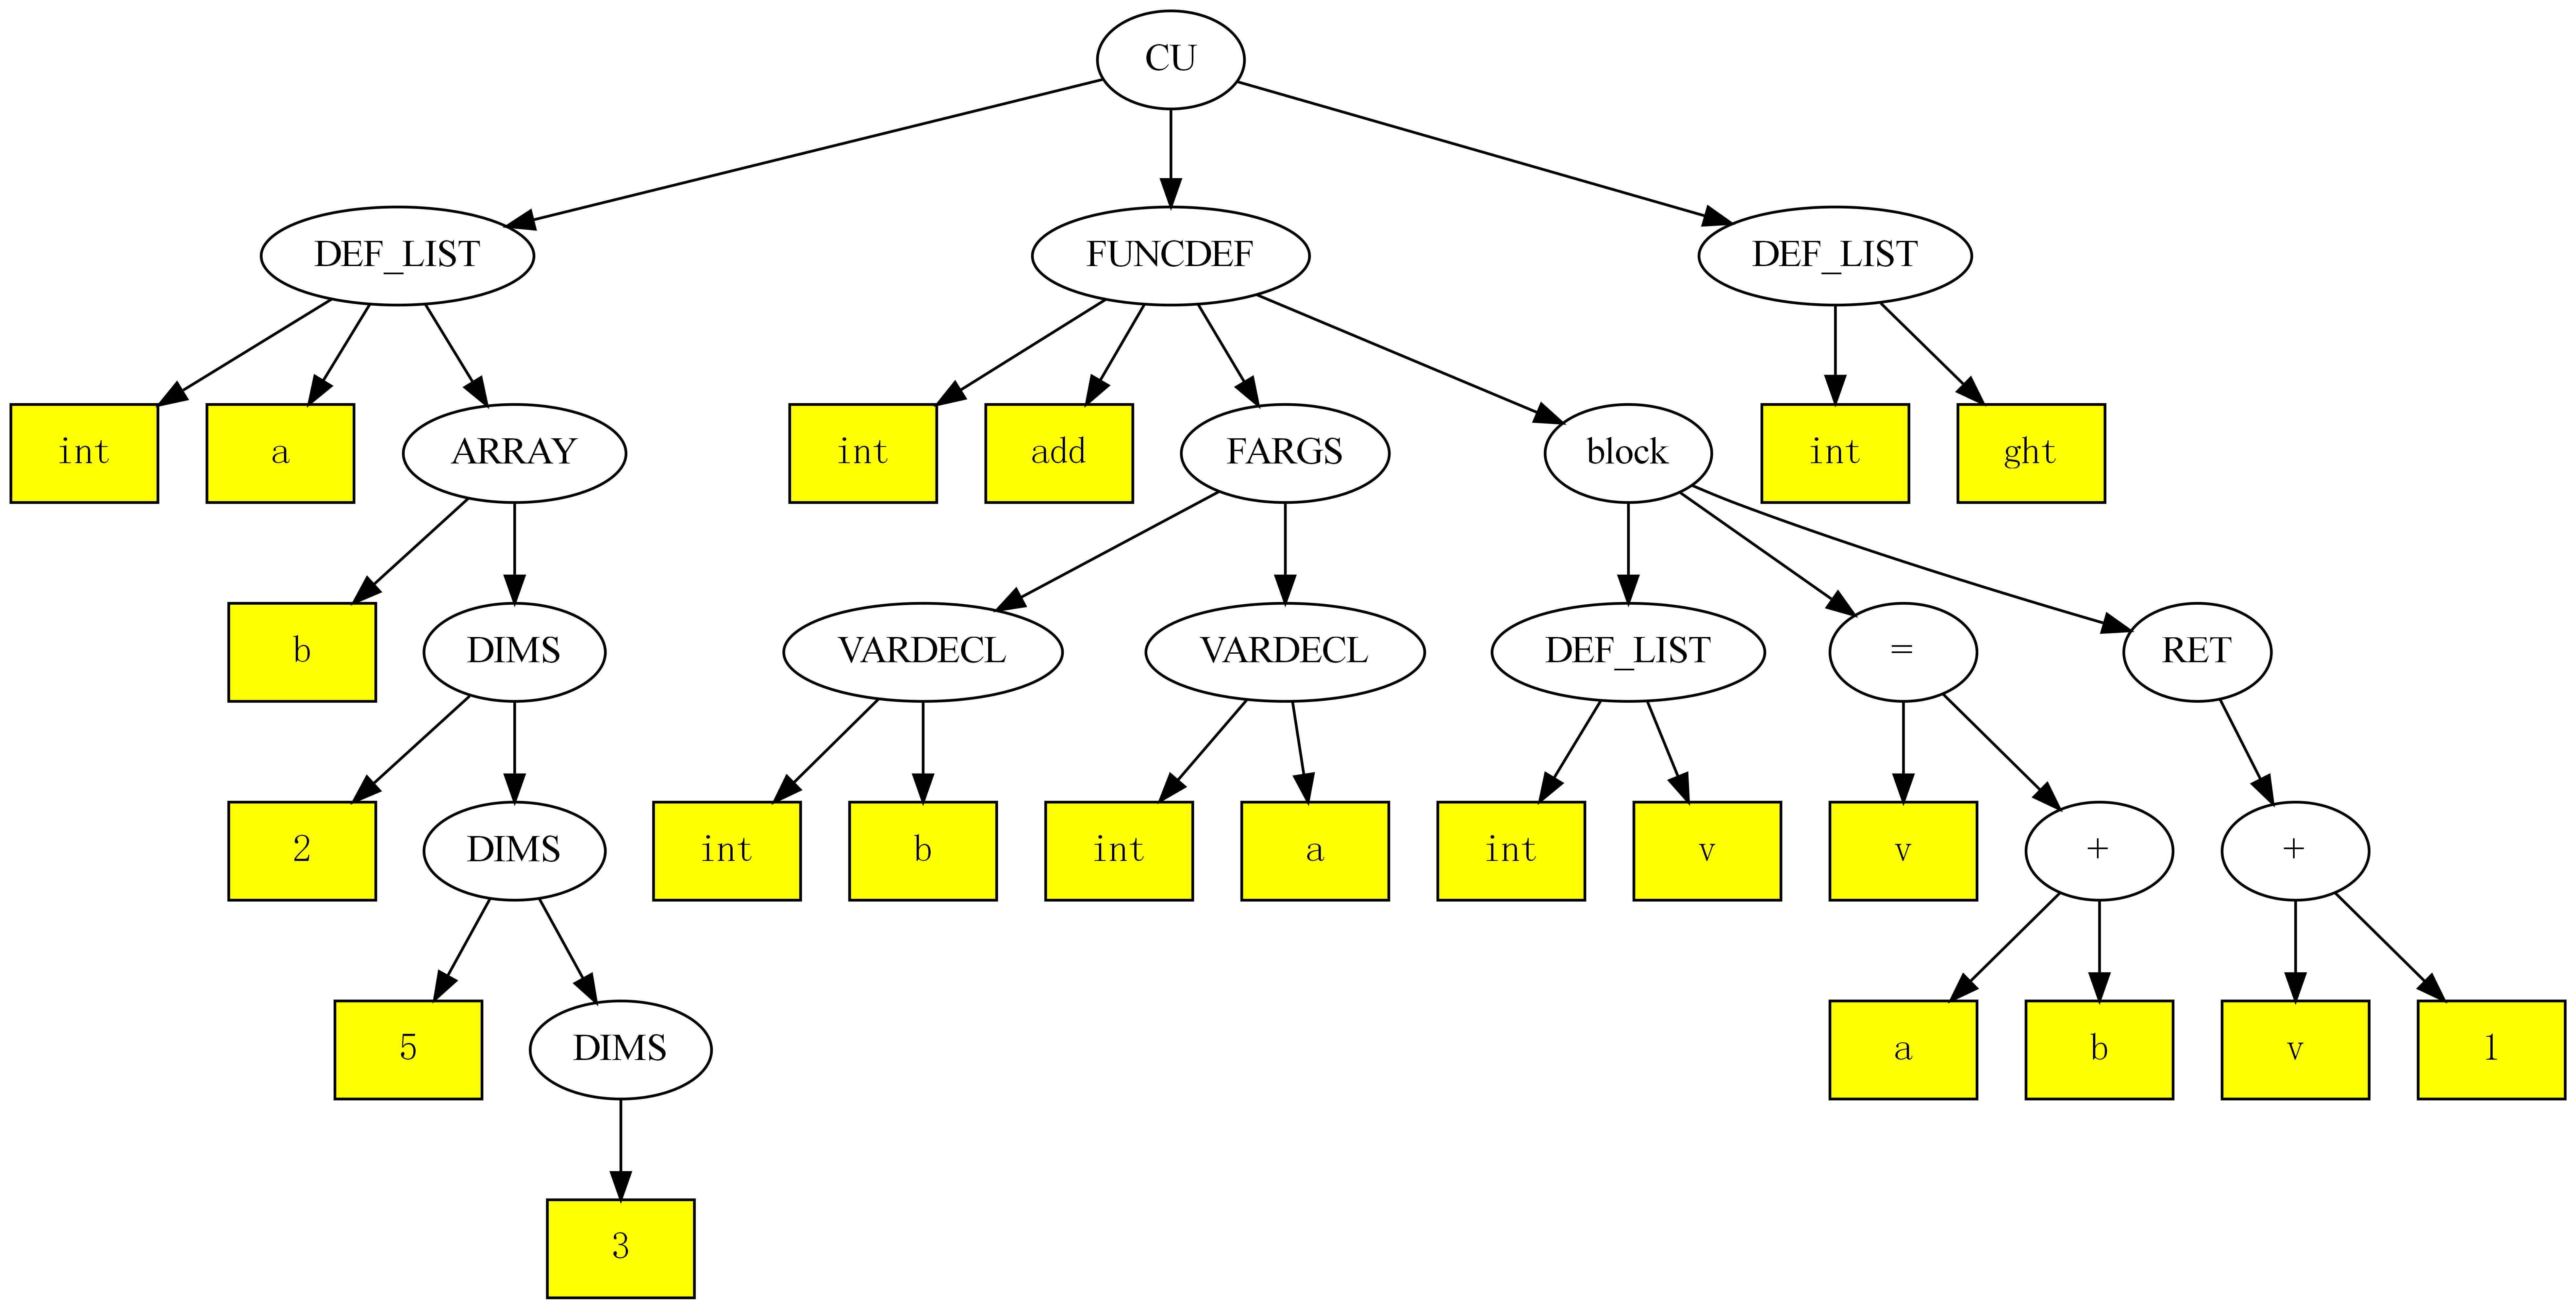 CU
DEF_LIST FUNCDEF DEF_LIST
int a ARRAY int add FARGS block int ght
b DIMS VARDECL VARDECL DEF_LIST = RET
2 DIMS int b int a int v v + +
5 DIMS a b v 1
3